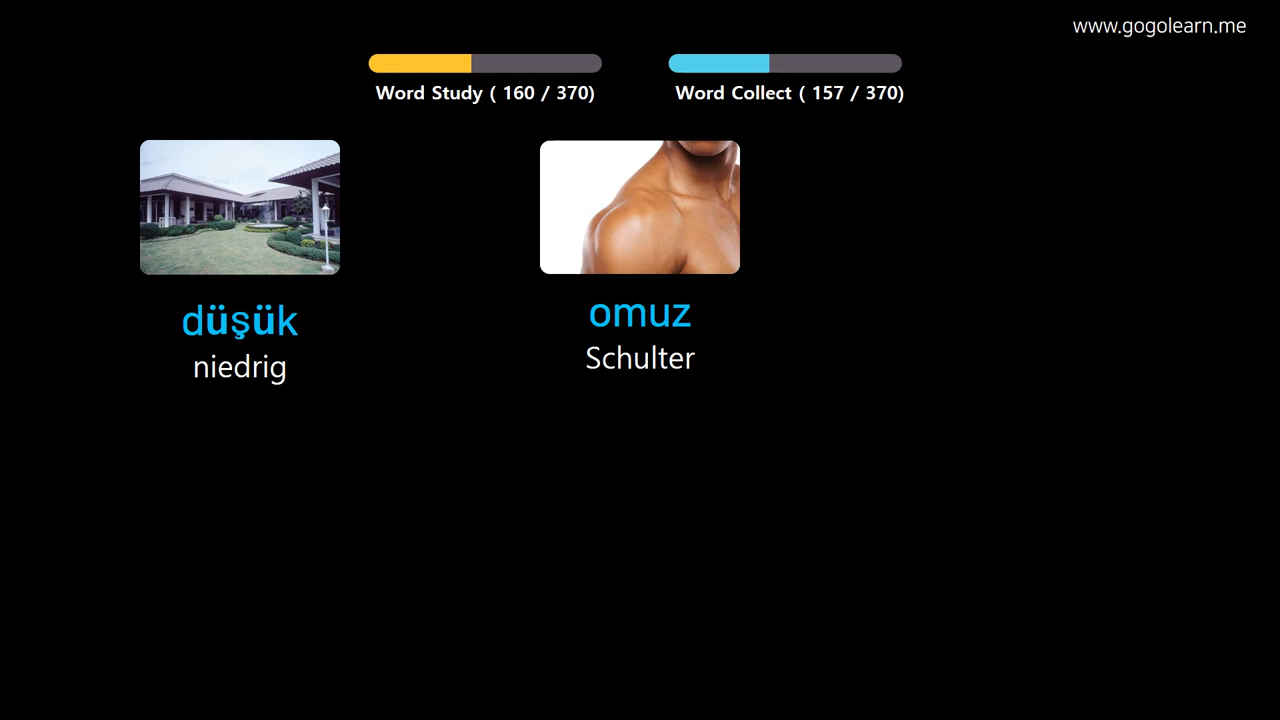 www.gogolearn.me
Word Study ( 160 / 370)
Word Collect ( 157 / 370)
düşük
niedrig
omuz
Schulter